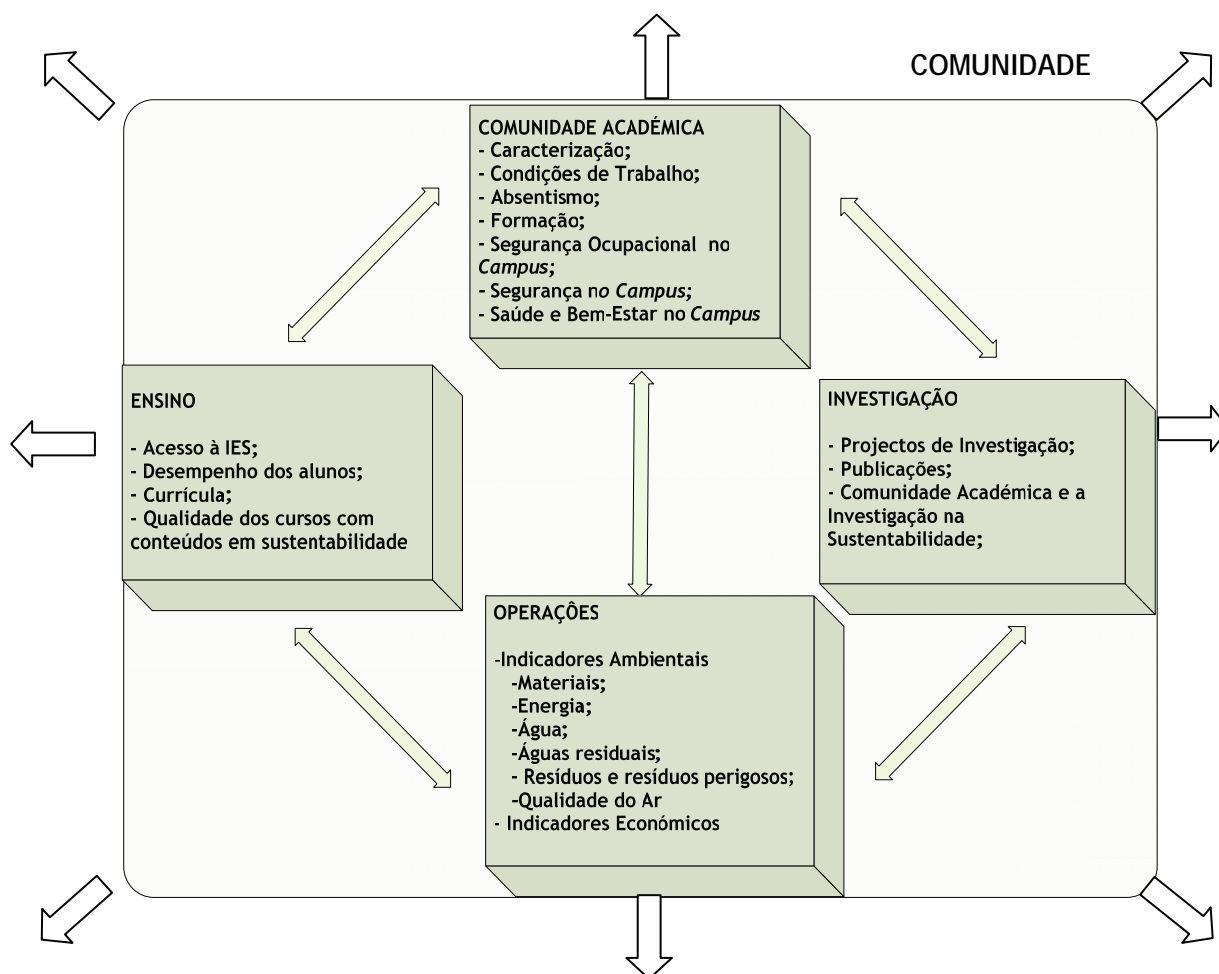 COMUNIDADE
COMUNIDADE ACADÉMICA
- Caracterização;
- Condições de Trabalho;
- Absentismo;
- Formação;
- Segurança Ocupacional no
Campus;
- Segurança no Campus;
- Saúde e Bem-Estar no Campus
ENSINO
- Acesso à IES;
- Desempenho dos alunos;
- Currícula;
- Qualidade dos cursos com
conteúdos em sustentabilidade
INVESTIGAÇÃO
- Projectos de Investigação;
- Publicações;
- Comunidade Académica e a
Investigação na
Sustentabilidade;
OPERAÇÔES
-Indicadores Ambientais
-Materiais;
-Energia;
-Água;
-Águas residuais;
- Resíduos e resíduos perigosos;
-Qualidade do Ar
- Indicadores Económicos